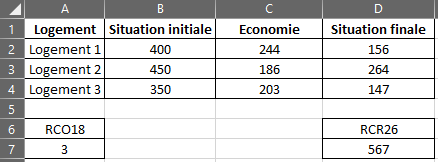 A B C D
1 Logement Situation initiale Economie Situation finale
2 Logement 1 400 244 156
3 Logement 2 450 186 264
4 Logement 3 350 203 147
5
6 RCO18 RCR26
7 3 567